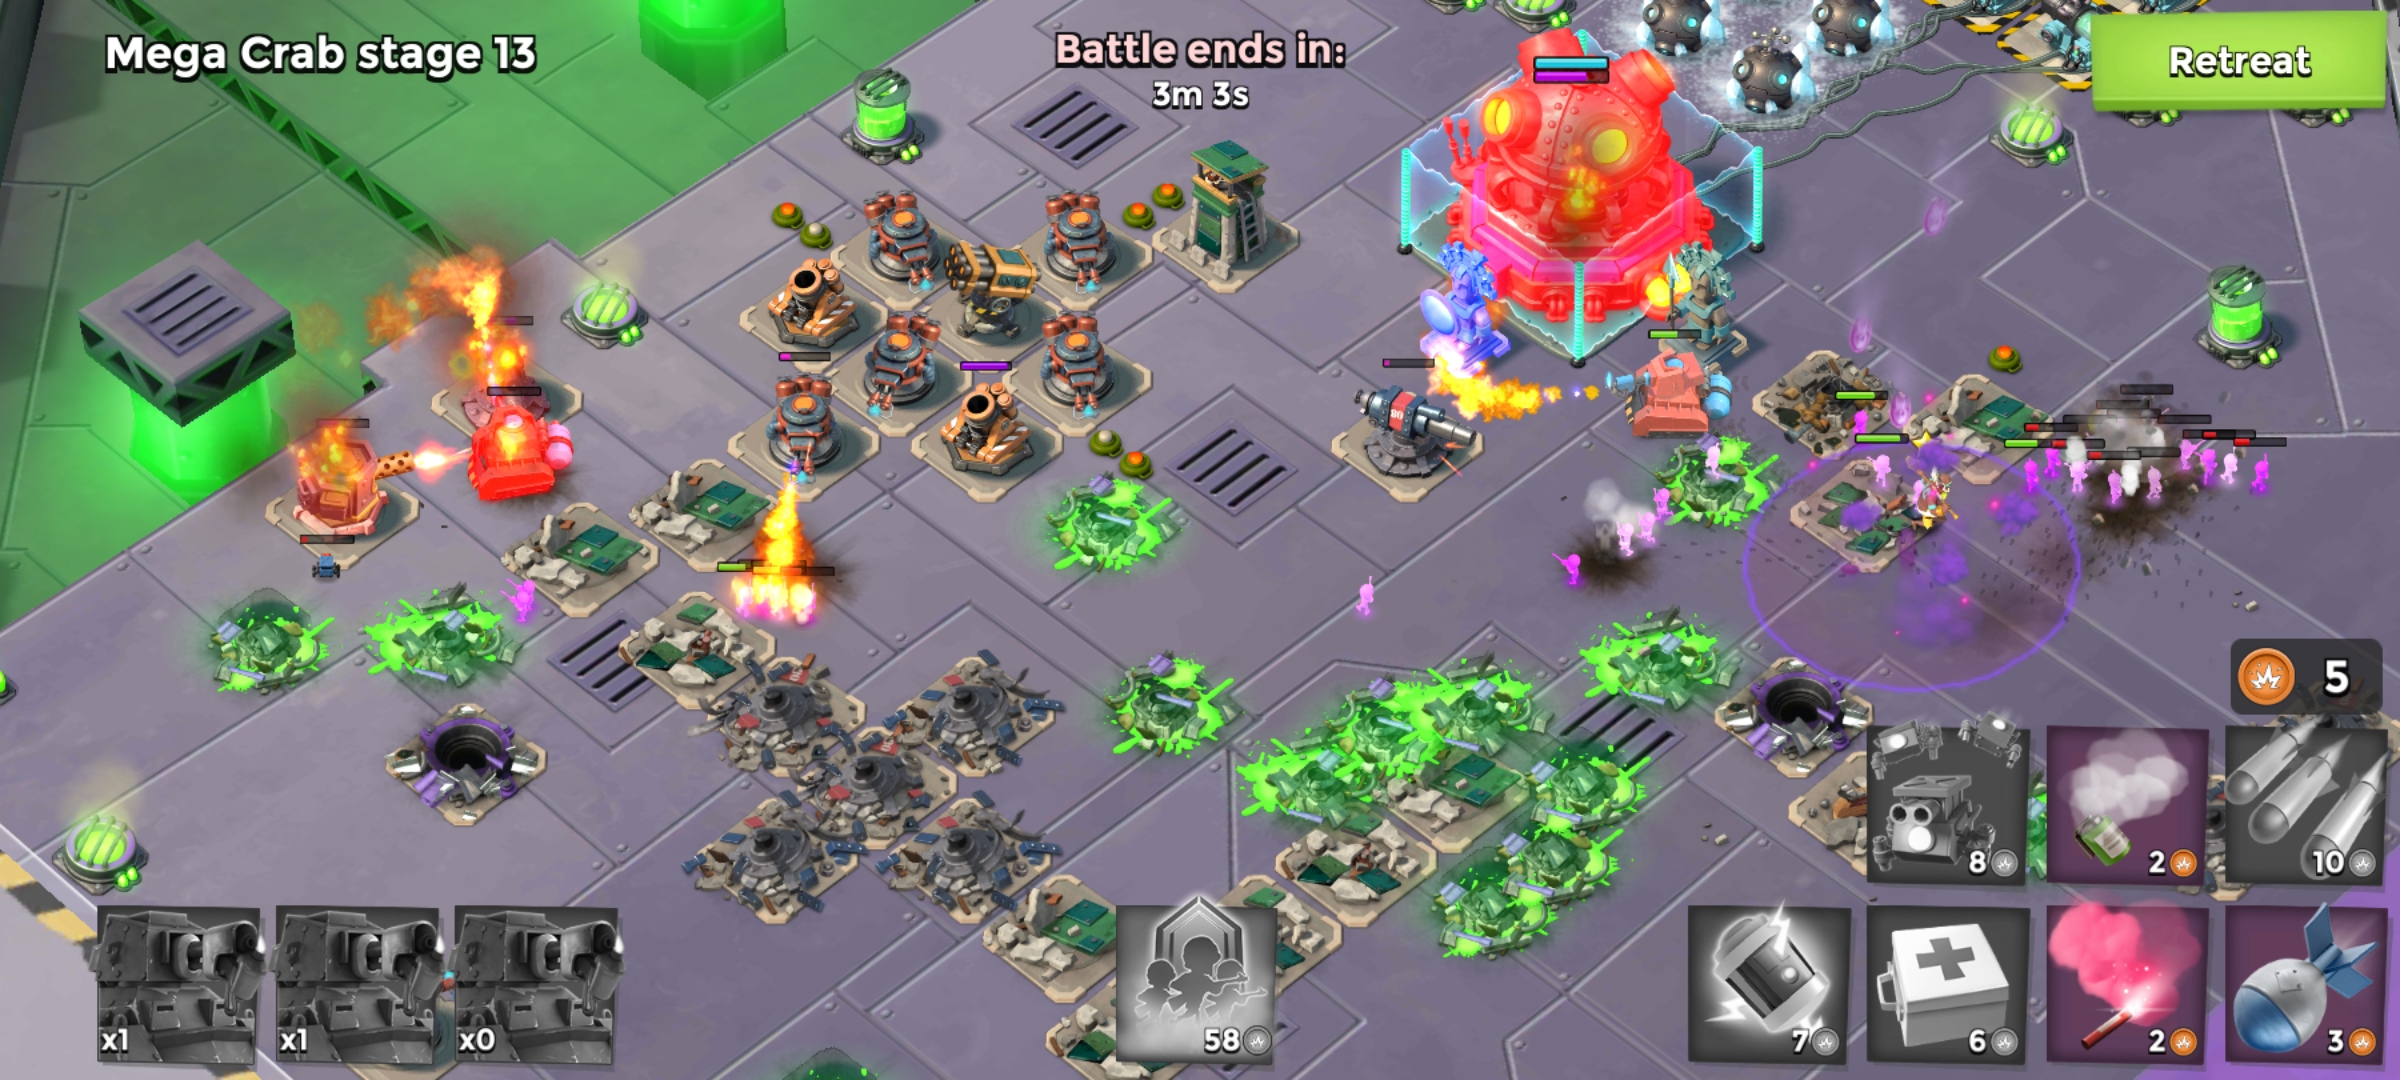 Mega Crab stage 13
Battle ends in:
3m 3s
Retreat
5
8
2
10
x1
x1
x0
58
7
6
2
3